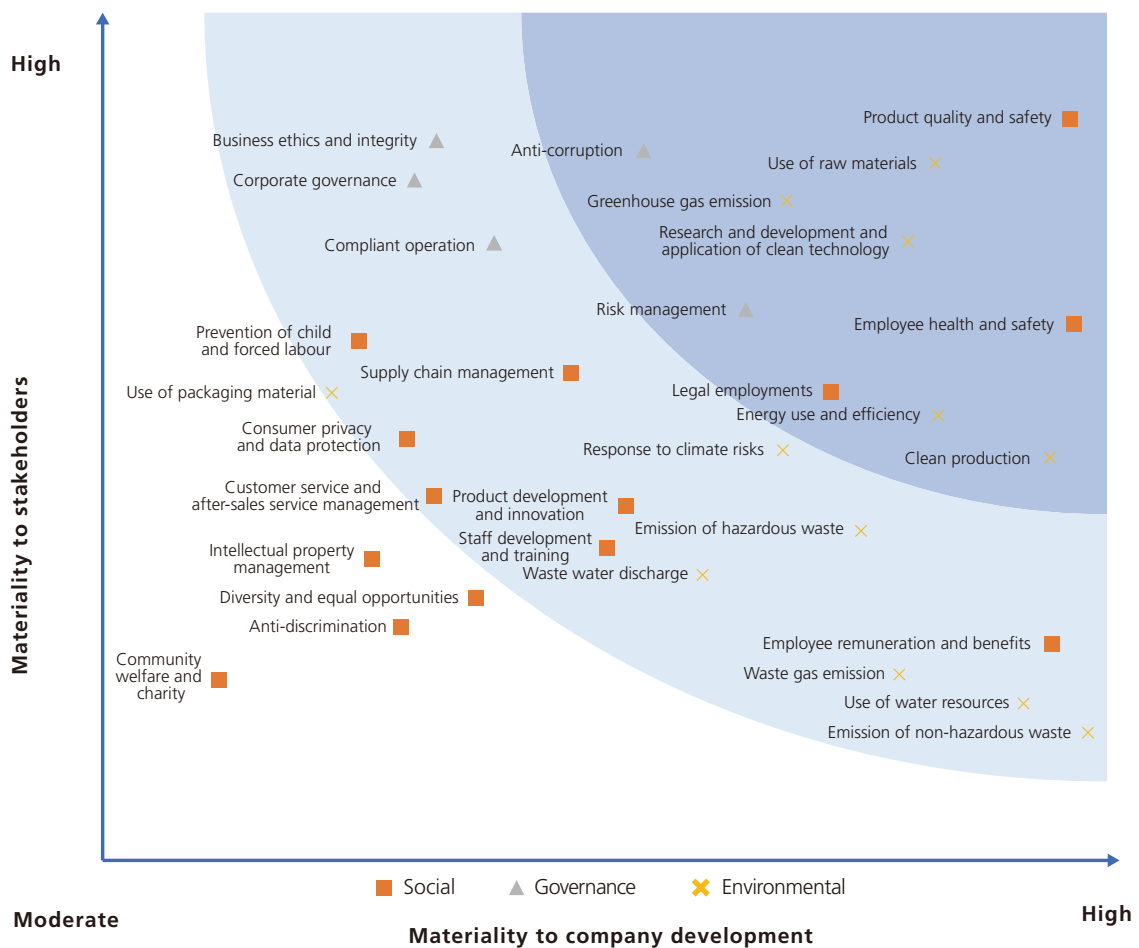 High
Product quality and safety
Business ethics and integrity
Anti-corruption
Use of raw materials
Corporate governance
Greenhouse gas emission
Research and development and
application of clean technology
Compliant operation
Risk management
Employee health and safety
Prevention of child
and forced labour
Supply chain management
Use of packaging material
Legal employments
Energy use and efficiency
Consumer privacy
and data protection
Response to climate risks
Clean production
Customer service and
after-sales service management
Product development
and innovation
Emission of hazardous waste
Staff development
and training
Intellectual property
management
Waste water discharge
Diversity and equal opportunities
Anti-discrimination
Employee remuneration and benefits
Community
welfare and
charity
Waste gas emission
Use of water resources
Emission of non-hazardous waste
Materiality to stakeholders
Social
Governance
Environmental
Moderate
High
Materiality to company development